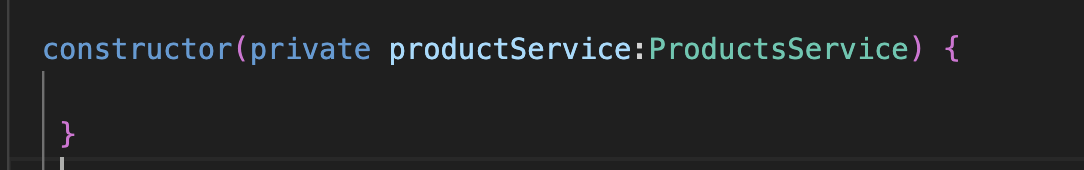 constructor(private productService:ProductsService) {
}